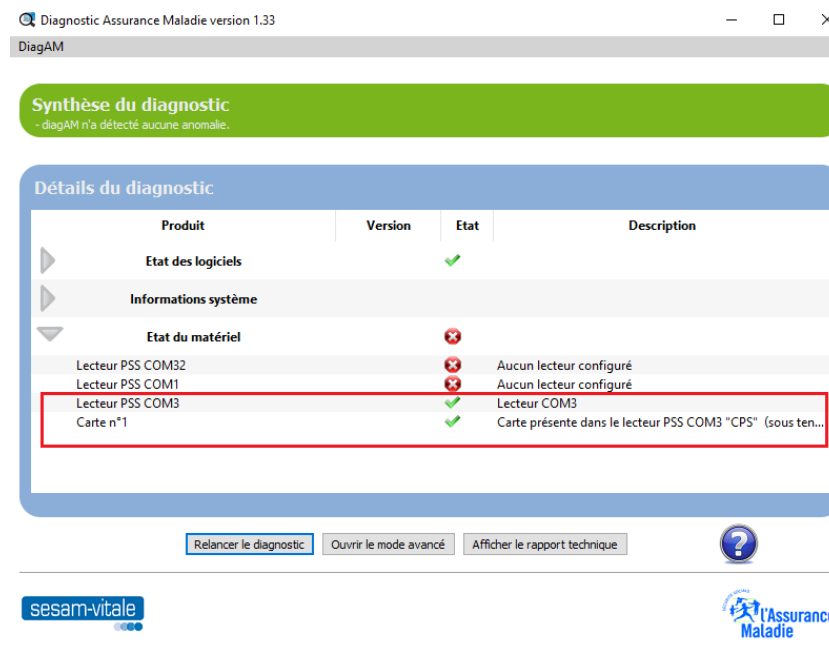 Diagnostic Assurance Maladie version 1.33
DiagAM
Synthèse du diagnostic
- diagAM n'a détecté aucune anomalie.
Détails du diagnostic
Produit Version Etat Description
Etat des logiciels
Informations système
Etat du matériel
Lecteur PSS COM32 Aucun lecteur configuré
Lecteur PSS COM1 Aucun lecteur configuré
Lecteur PSS COM3 Lecteur COM3
Carte n°1 Carte présente dans le lecteur PSS COM3 "CPS" (sous ten...
Relancer le diagnostic Ouvrir le mode avancé Afficher le rapport technique ?
sesam-vitale
l'Assurance
Maladie